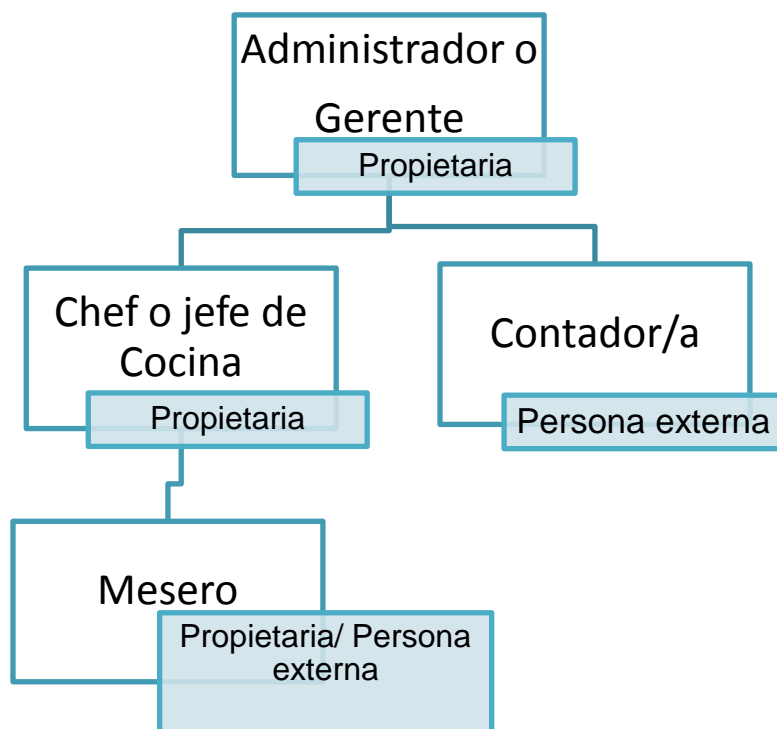 Administrador o
Gerente
Propietaria
Chef o jefe de
Cocina
Propietaria
Contador/a
Persona externa
Mesero
Propietaria/ Persona
externa